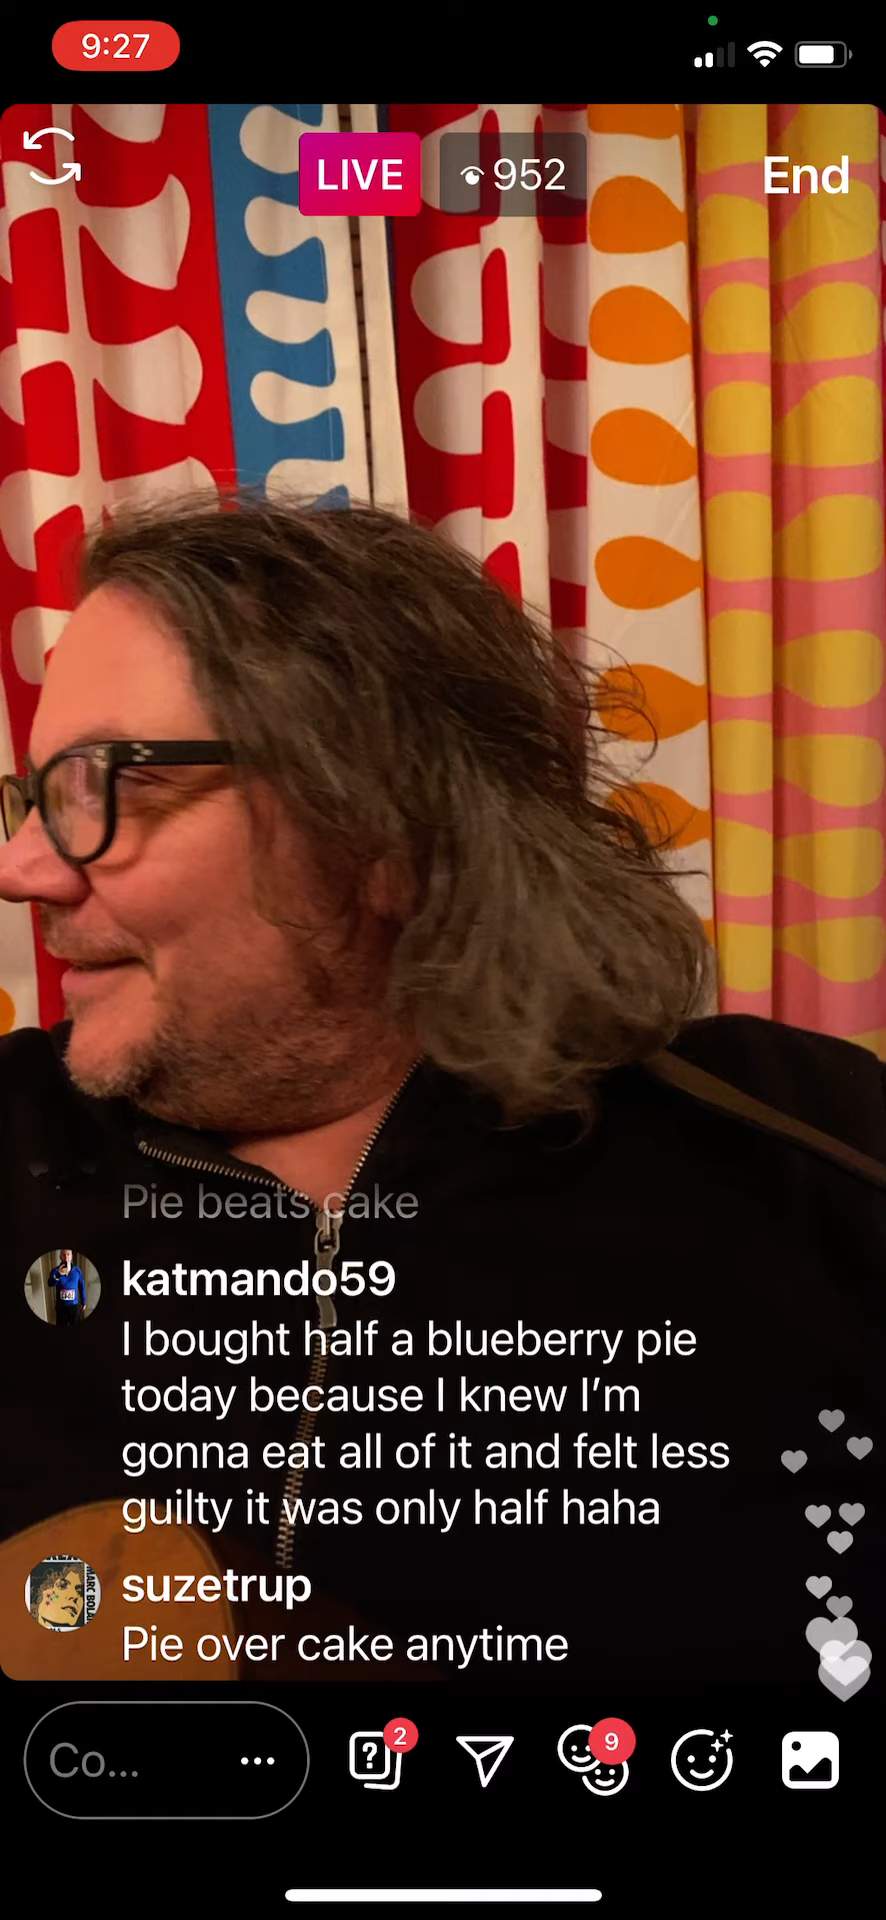 9:27
LIVE
952
End
Pie beats cake
katmando59
I bought half a blueberry pie
today because I knew I’m
gonna eat all of it and felt less
guilty it was only half haha
MARC BOLA
suzetrup
Pie over cake anytime
Co...
2
9